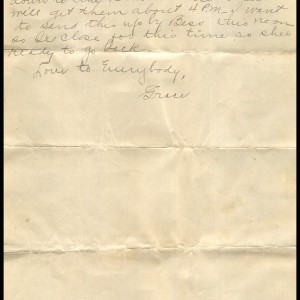 will get them about 4 P.M. I want
to send this up by Bess this noon
so I'll close for this time as she's
ready to go back.
Love to Everybody,
Grace